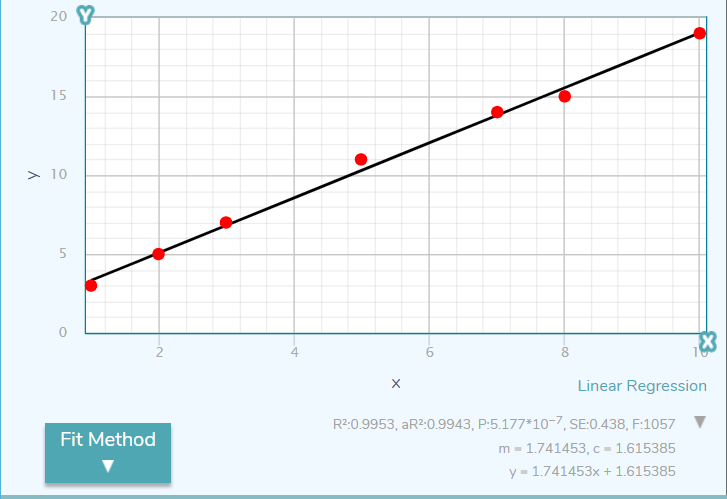 Y
20
15
y
10
5
0
2 4 6 8 10
X
x
Linear Regression
Fit Method
▼
R²:0.9953, aR²:0.9943, P:5.177*10⁻⁷, SE:0.438, F:1057 ▼
m = 1.741453, c = 1.615385
y = 1.741453x + 1.615385